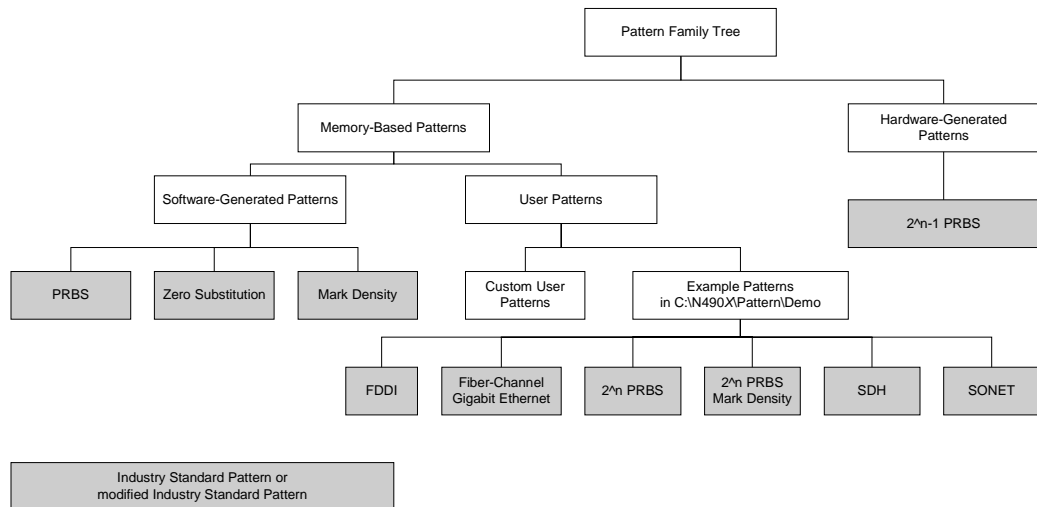 Pattern Family Tree
Memory-Based Patterns
Hardware-Generated
Patterns
Software-Generated Patterns
User Patterns
2^n-1 PRBS
PRBS
Zero Substitution
Mark Density
Custom User
Patterns
Example Patterns
in C:\N490X\Pattern\Demo
FDDI
Fiber-Channel
Gigabit Ethernet
2^n PRBS
2^n PRBS
Mark Density
SDH
SONET
Industry Standard Pattern or
modified Industry Standard Pattern